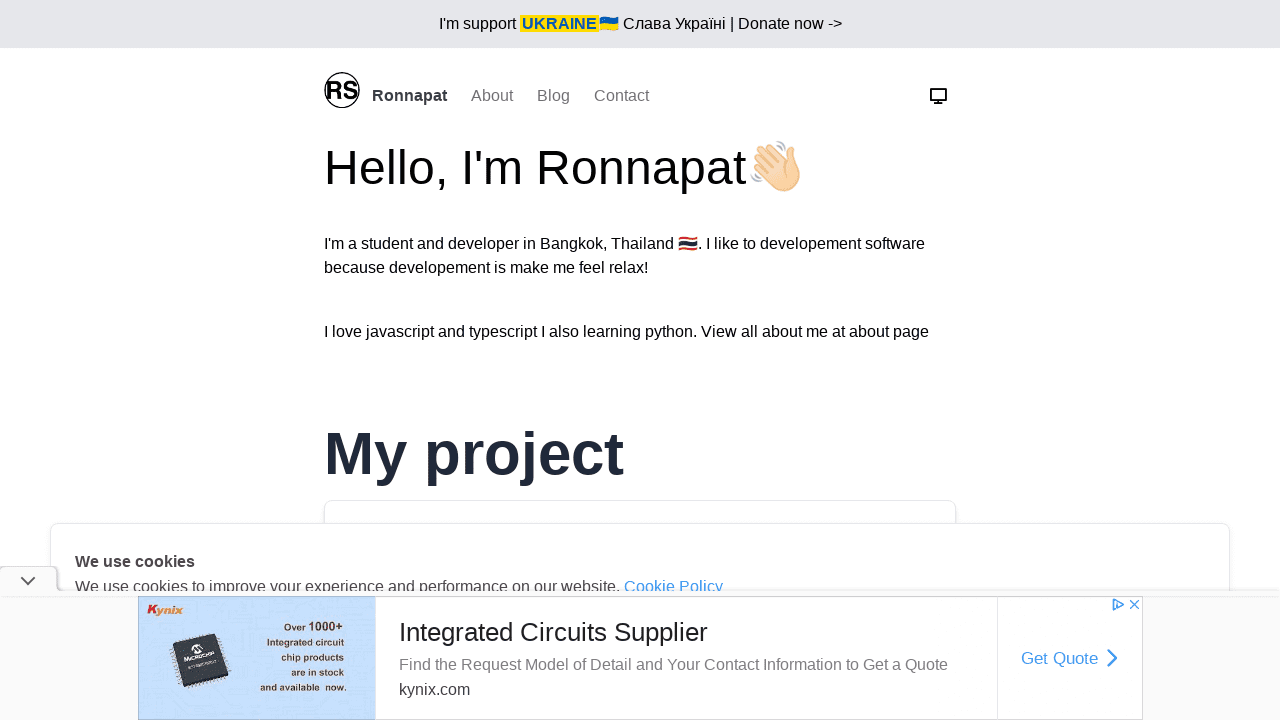 I'm support UKRAINE🇺🇦 Слава Україні | Donate now ->
RS Ronnapat About Blog Contact
Hello, I'm Ronnapat👋🏻
I'm a student and developer in Bangkok, Thailand 🇹🇭. I like to developement software
because developement is make me feel relax!
I love javascript and typescript I also learning python. View all about me at about page
My project
We use cookies
We use cookies to improve your experience and performance on our website. Cookie Policy
Kynix
Over 1000+
Integrated circuit
chip products
are in stock
and available now.
MICROCHIP
Integrated Circuits Supplier
Find the Request Model of Detail and Your Contact Information to Get a Quote
kynix.com
Get Quote